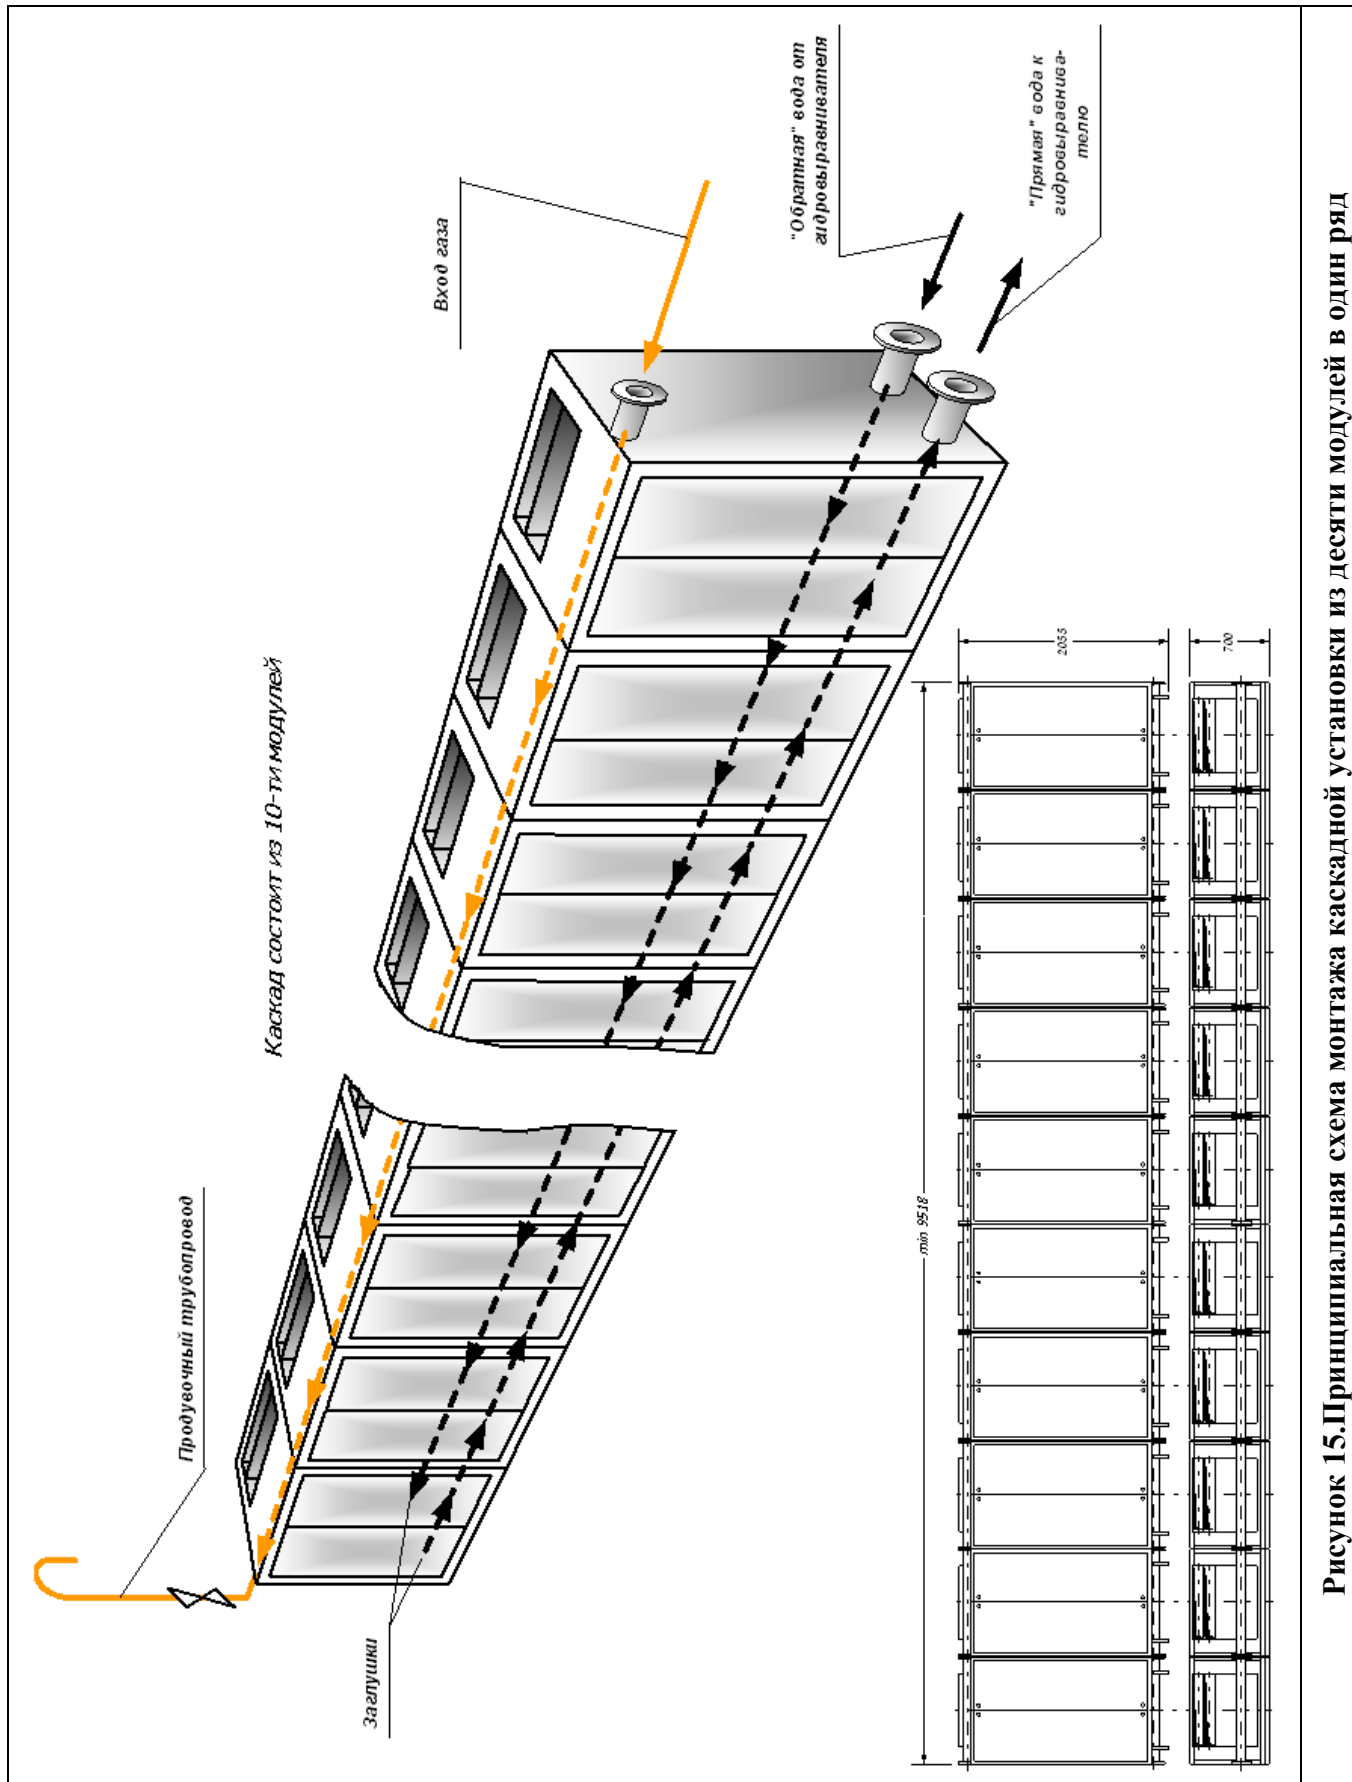 Каскад состоит из 10-ти модулей
Продувочный трубопровод
Вход газа
"Обратная" вода от
гидровыравнивателя
"Прямая" вода к
гидровыравнива-
телю
Заглушки
min 9518
2055
700
Рисунок 15.Принципиальная схема монтажа каскадной установки из десяти модулей в один ряд